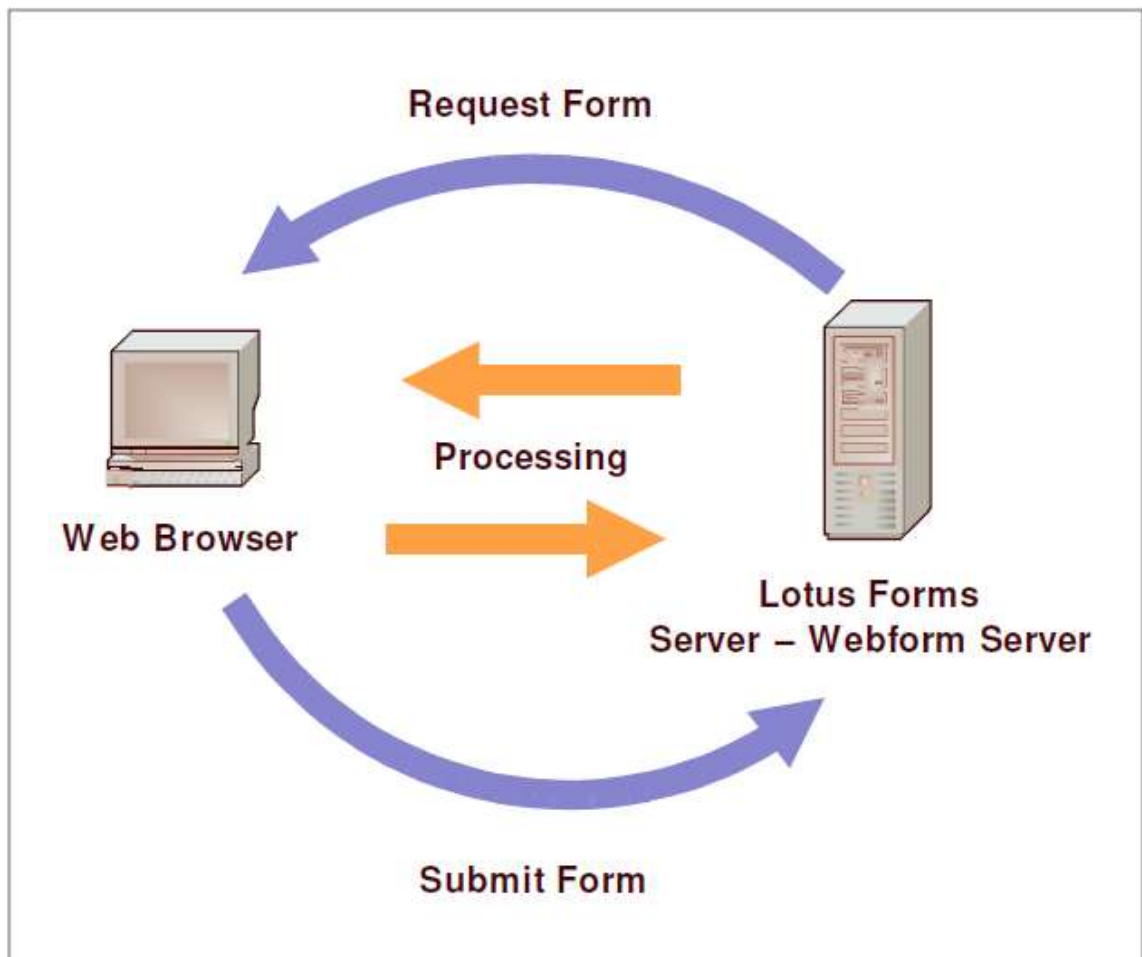 Request Form
Processing
Web Browser
Lotus Forms
Server – Webform Server
Submit Form